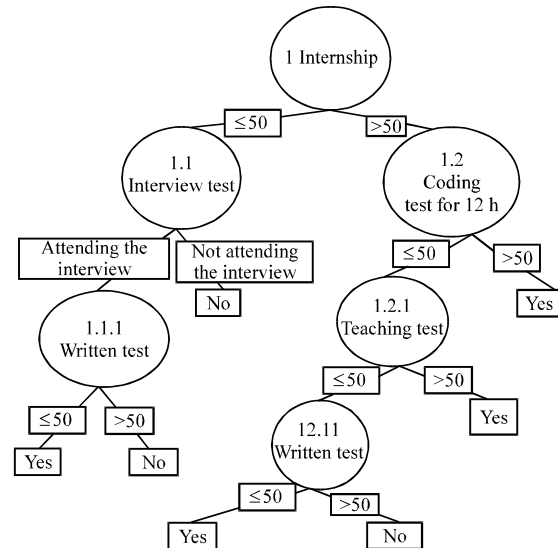 1 Internship
≤50
>50
1.1
Interview test
1.2
Coding
test for 12 h
Attending the
interview
Not attending
the interview
≤50
>50
No
Yes
1.1.1
Written test
1.2.1
Teaching test
≤50
>50
≤50
>50
Yes
No
Yes
12.11
Written test
≤50
>50
Yes
No